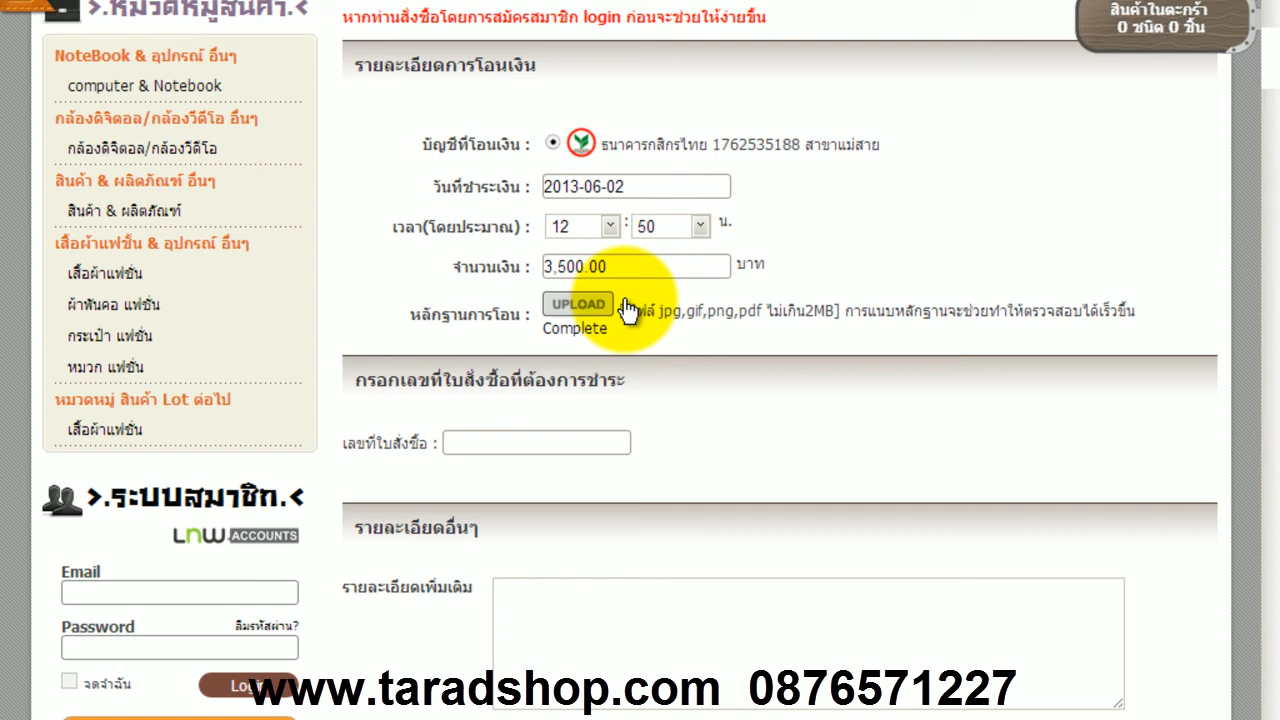 >.หมวดหมู่สินค้า.<
NoteBook & อุปกรณ์ อื่นๆ
computer & Notebook
กล้องดิจิตอล/กล้องวีดีโอ อื่นๆ
กล้องดิจิตอล/กล้องวีดีโอ
สินค้า & ผลิตภัณฑ์ อื่นๆ
สินค้า & ผลิตภัณฑ์
เสื้อผ้าแฟชั่น & อุปกรณ์ อื่นๆ
เสื้อผ้าแฟชั่น
ผ้าพันคอ แฟชั่น
กระเป๋า แฟชั่น
หมวก แฟชั่น
หมวดหมู่ สินค้า Lot ต่อไป
เสื้อผ้าแฟชั่น
>.ระบบสมาชิก.<
LnW ACCOUNTS
Email
Password ลืมรหัสผ่าน?
จดจำฉัน Login
หากท่านสั่งซื้อโดยการสมัครสมาชิก login ก่อนจะช่วยให้ง่ายขึ้น
สินค้าในตะกร้า
0 ชนิด 0 ชิ้น
รายละเอียดการโอนเงิน
บัญชีที่โอนเงิน : ธนาคารกสิกรไทย 1762535188 สาขาแม่สาย
วันที่ชำระเงิน : 2013-06-02
เวลา(โดยประมาณ) : 12 : 50 น.
จำนวนเงิน : 3,500.00 บาท
หลักฐานการโอน : UPLOAD jpg,gif,png,pdf ไม่เกิน2MB] การแนบหลักฐานจะช่วยทำให้ตรวจสอบได้เร็วขึ้น
Complete
กรอกเลขที่ใบสั่งซื้อที่ต้องการชำระ
เลขที่ใบสั่งซื้อ :
รายละเอียดอื่นๆ
รายละเอียดเพิ่มเติม
www.taradshop.com 0876571227